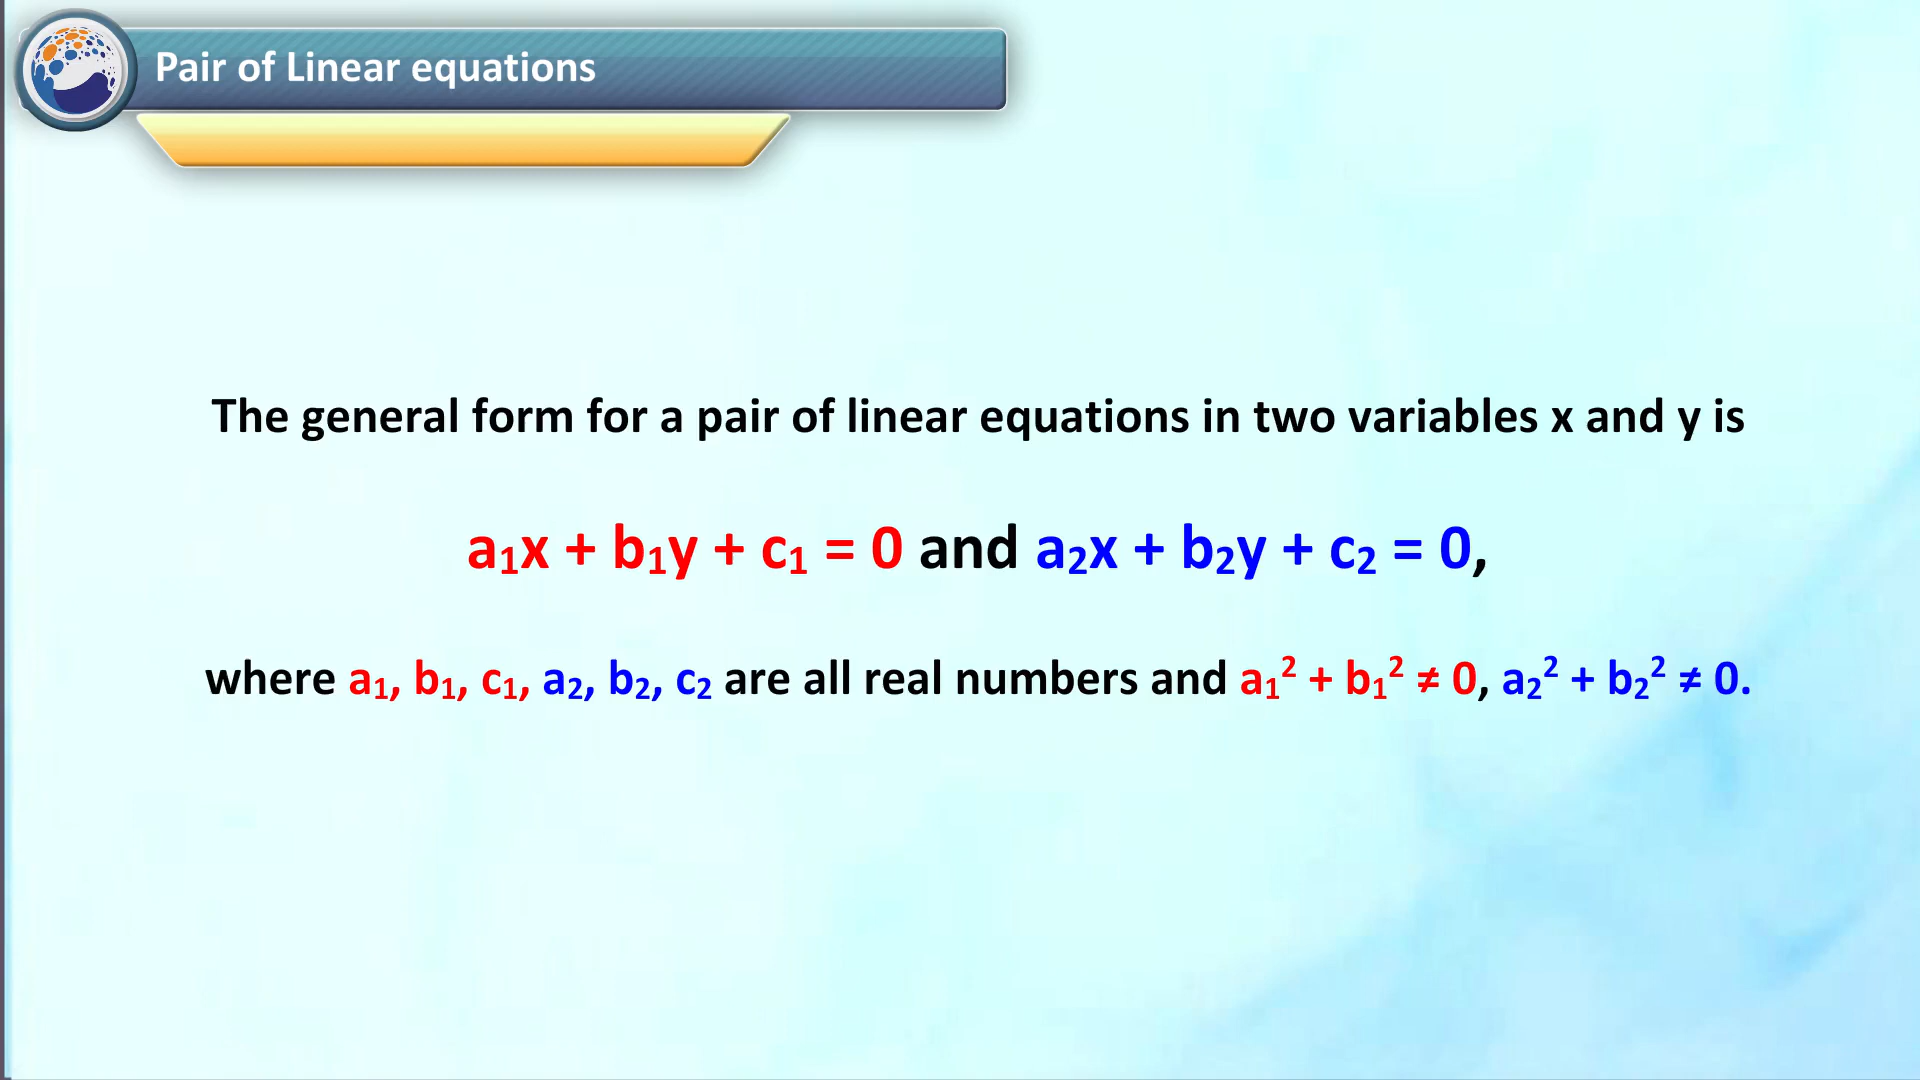 Pair of Linear equations
The general form for a pair of linear equations in two variables x and y is
a₁x + b₁y + c₁ = 0 and a₂x + b₂y + c₂ = 0,
where a₁, b₁, c₁, a₂, b₂, c₂ are all real numbers and a₁² + b₁² ≠ 0, a₂² + b₂² ≠ 0.